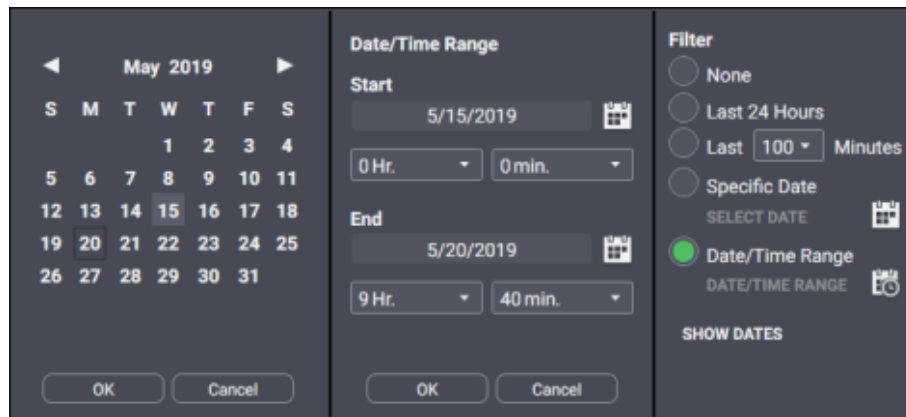 May 2019
S M T W T F S
1 2 3 4
5 6 7 8 9 10 11
12 13 14 15 16 17 18
19 20 21 22 23 24 25
26 27 28 29 30 31
OK Cancel
Date/Time Range
Start
5/15/2019
0 Hr. 0 min.
End
5/20/2019
9 Hr. 40 min.
OK Cancel
Filter
None
Last 24 Hours
Last 100 Minutes
Specific Date
SELECT DATE
Date/Time Range
DATE/TIME RANGE
SHOW DATES